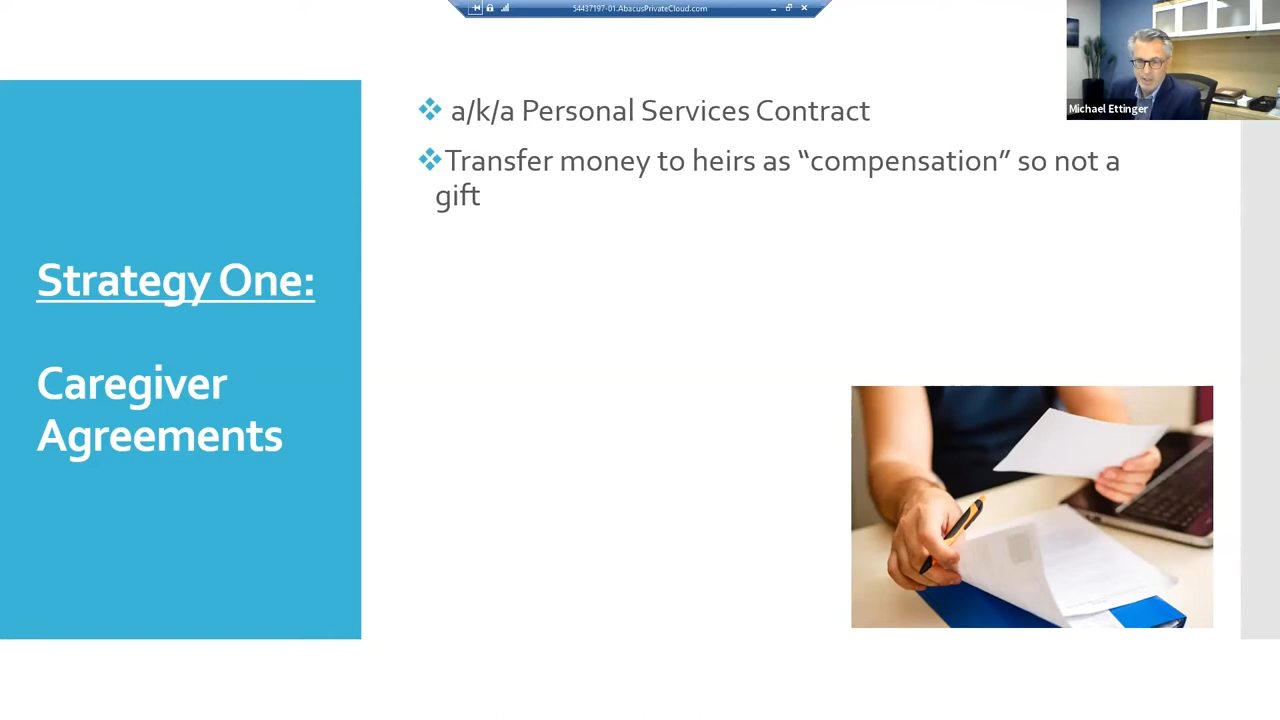 54437197-01.AbacusPrivateCloud.com
Michael Ettinger
Strategy One:
Caregiver
Agreements
a/k/a Personal Services Contract
Transfer money to heirs as “compensation” so not a
gift